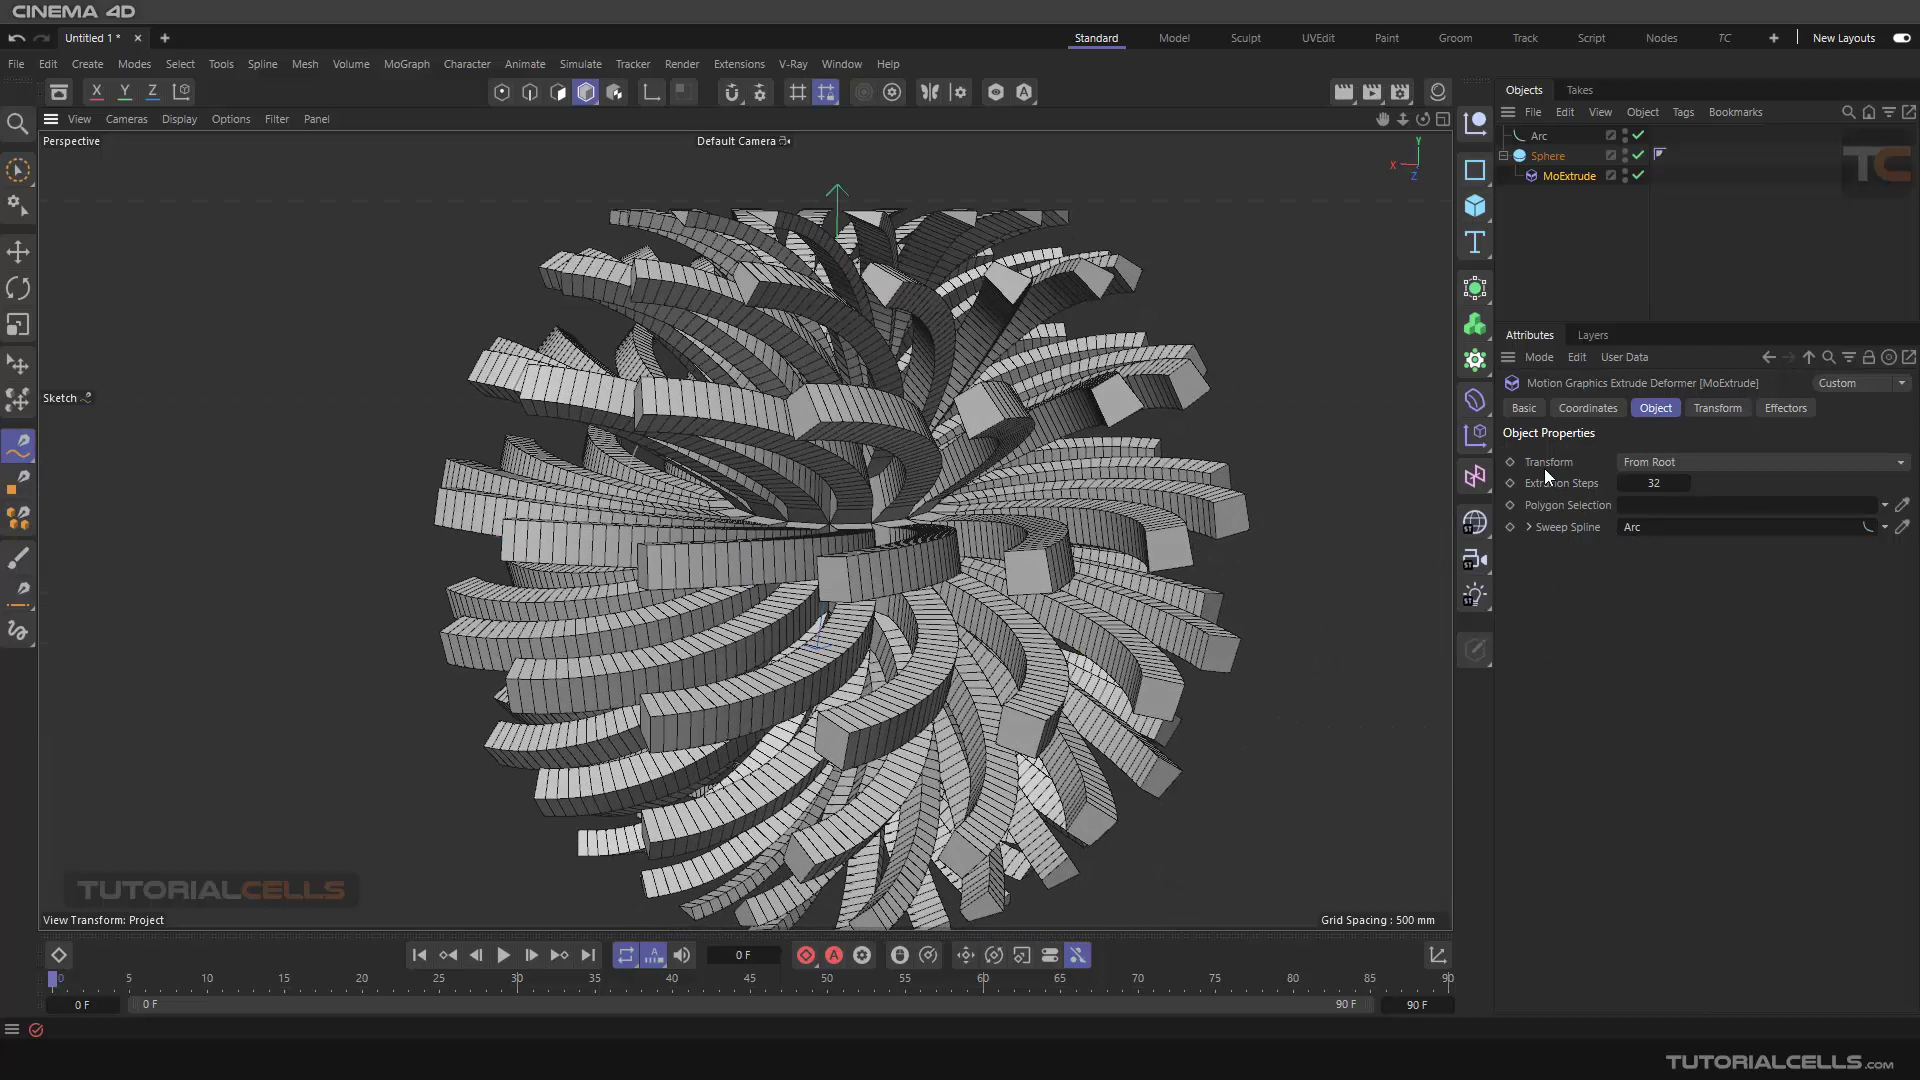 CINEMA 4D
Untitled 1 *
Standard Model Sculpt UVEdit Paint Groom Track Script Nodes TC New Layouts
File Edit Create Modes Select Tools Spline Mesh Volume MoGraph Character Animate Simulate Tracker Render Extensions V-Ray Window Help
X Y Z
Objects Takes
View Cameras Display Options Filter Panel
File Edit View Object Tags Bookmarks
Perspective
Default Camera
Y
X
Z
Arc
Sphere
MoExtrude
TC
Attributes Layers
Mode Edit User Data
Motion Graphics Extrude Deformer [MoExtrude]
Custom
Sketch
Basic Coordinates Object Transform Effectors
Object Properties
Transform From Root
Extrusion Steps 32
Polygon Selection
Sweep Spline Arc
ST
ST
ST
TUTORIALCELLS
View Transform: Project
Grid Spacing : 500 mm
0 F
0 5 10 15 20 25 30 35 40 45 50 55 60 65 70 75 80 85 90
0 F 0 F 90 F 90 F
TUTORIALCELLS.COM